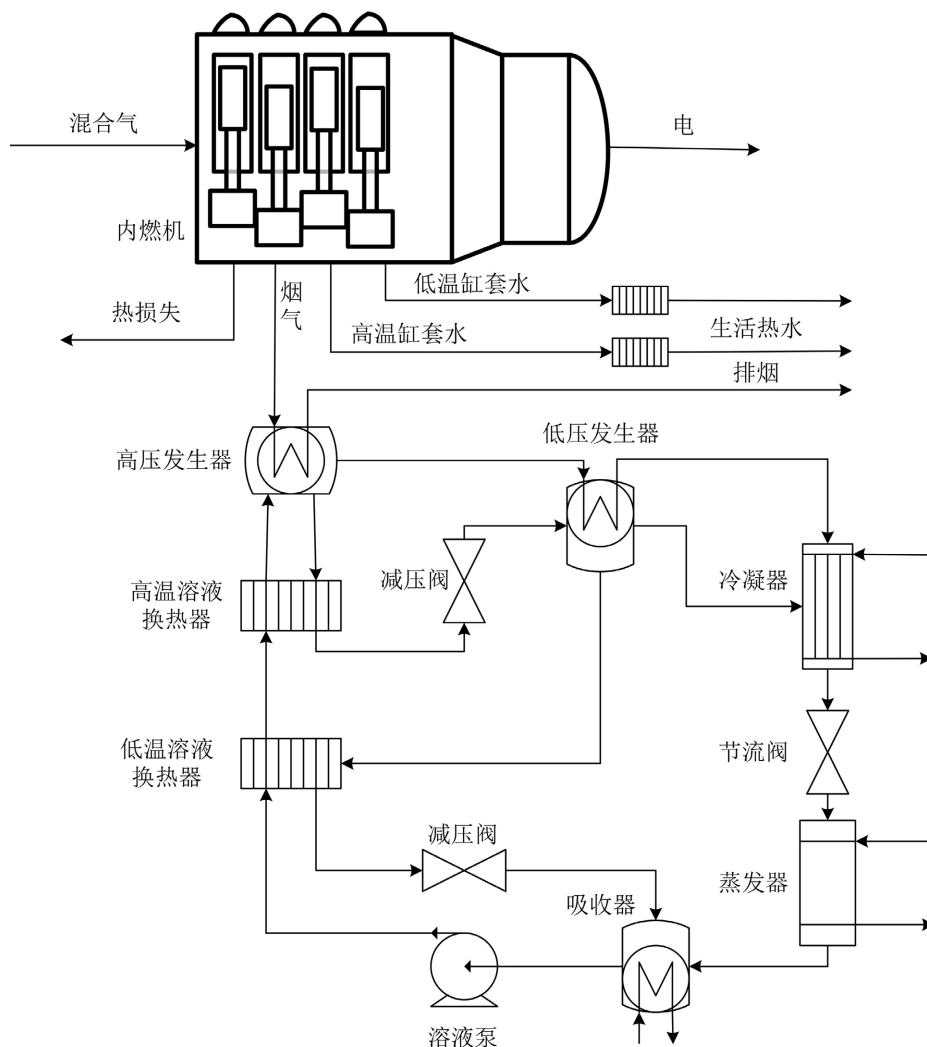 混合气
电
内燃机
热损失
烟
气
低温缸套水
高温缸套水
生活热水
排烟
高压发生器
低压发生器
高温溶液
换热器
减压阀
冷凝器
低温溶液
换热器
节流阀
减压阀
蒸发器
吸收器
溶液泵